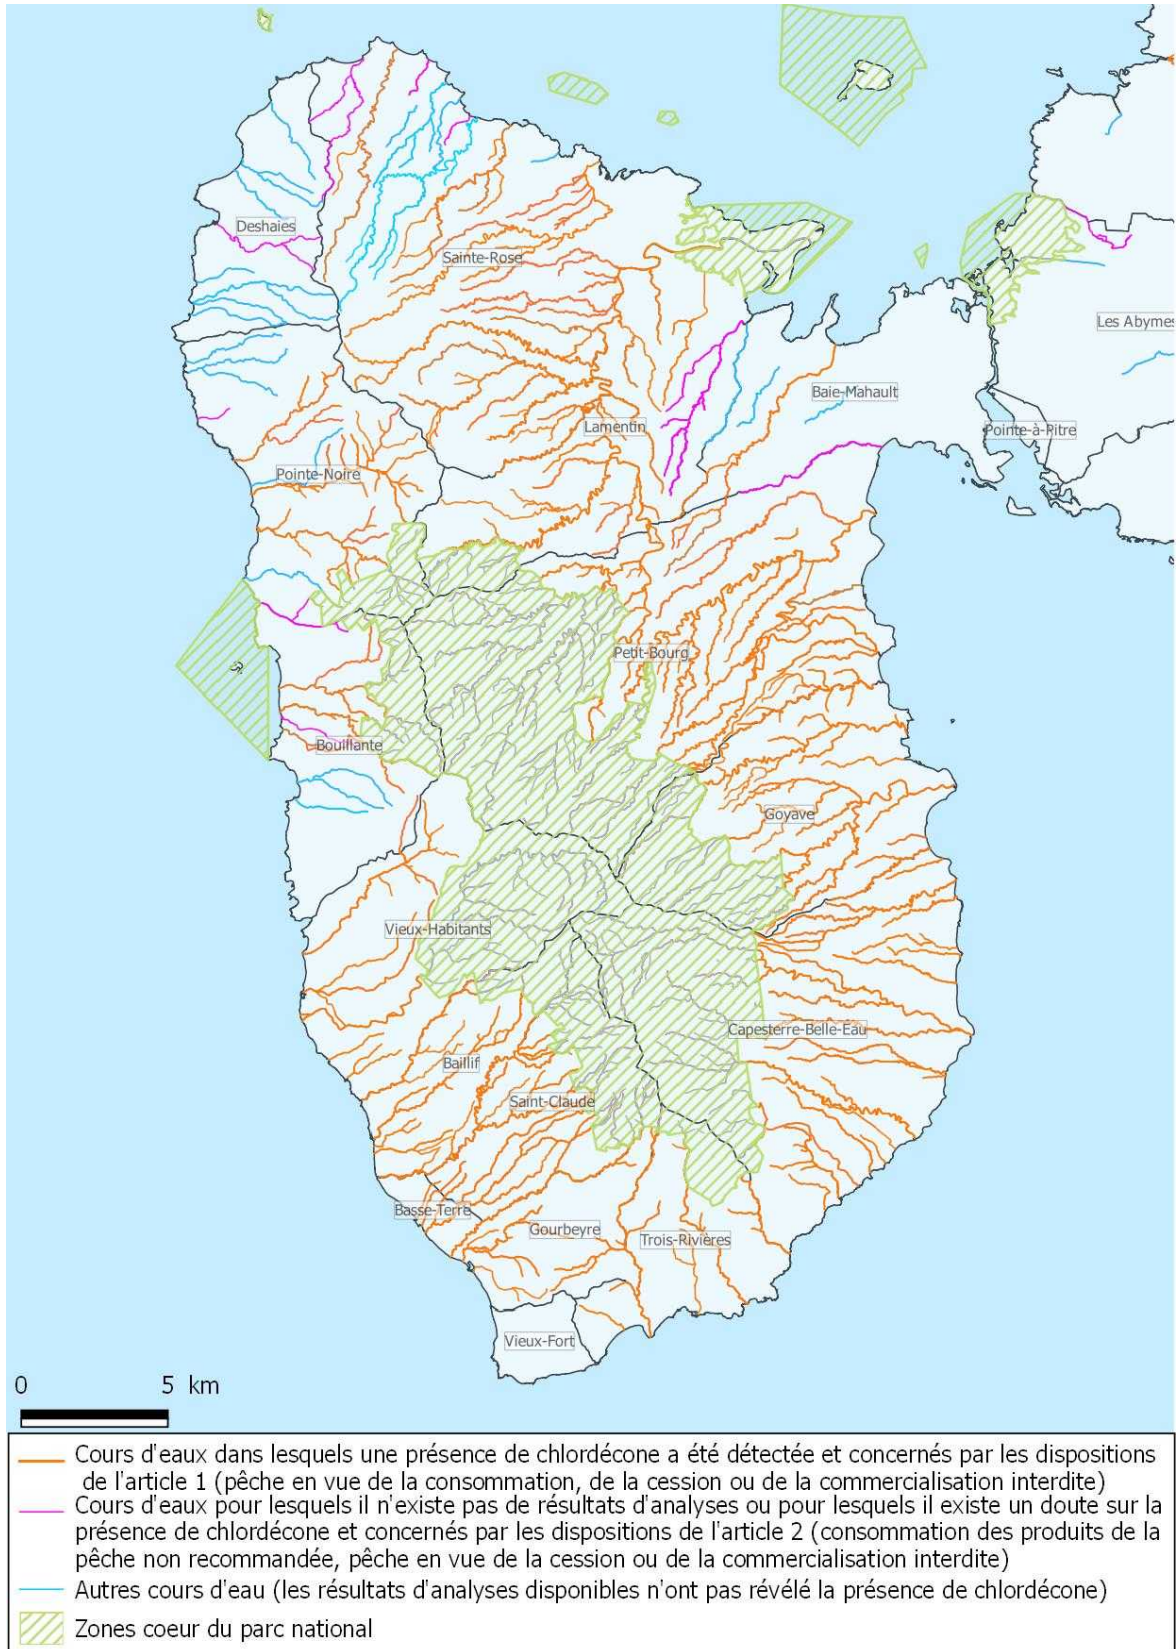 Deshaies
Sainte-Rose
Les Abymes
Baie-Mahault
Lamentin
Pointe-à-Pitre
Pointe-Noire
Petit-Bourg
Bouillante
Goyave
Vieux-Habitants
Capesterre-Belle-Eau
Baillif
Saint-Claude
Basse-Terre
Gourbeyre
Trois-Rivières
Vieux-Fort
0 5 km
Cours d'eaux dans lesquels une présence de chlordécone a été détectée et concernés par les dispositions
de l'article 1 (pêche en vue de la consommation, de la cession ou de la commercialisation interdite)
Cours d'eaux pour lesquels il n'existe pas de résultats d'analyses ou pour lesquels il existe un doute sur la
présence de chlordécone et concernés par les dispositions de l'article 2 (consommation des produits de la
pêche non recommandée, pêche en vue de la cession ou de la commercialisation interdite)
Autres cours d'eau (les résultats d'analyses disponibles n'ont pas révélé la présence de chlordécone)
Zones coeur du parc national